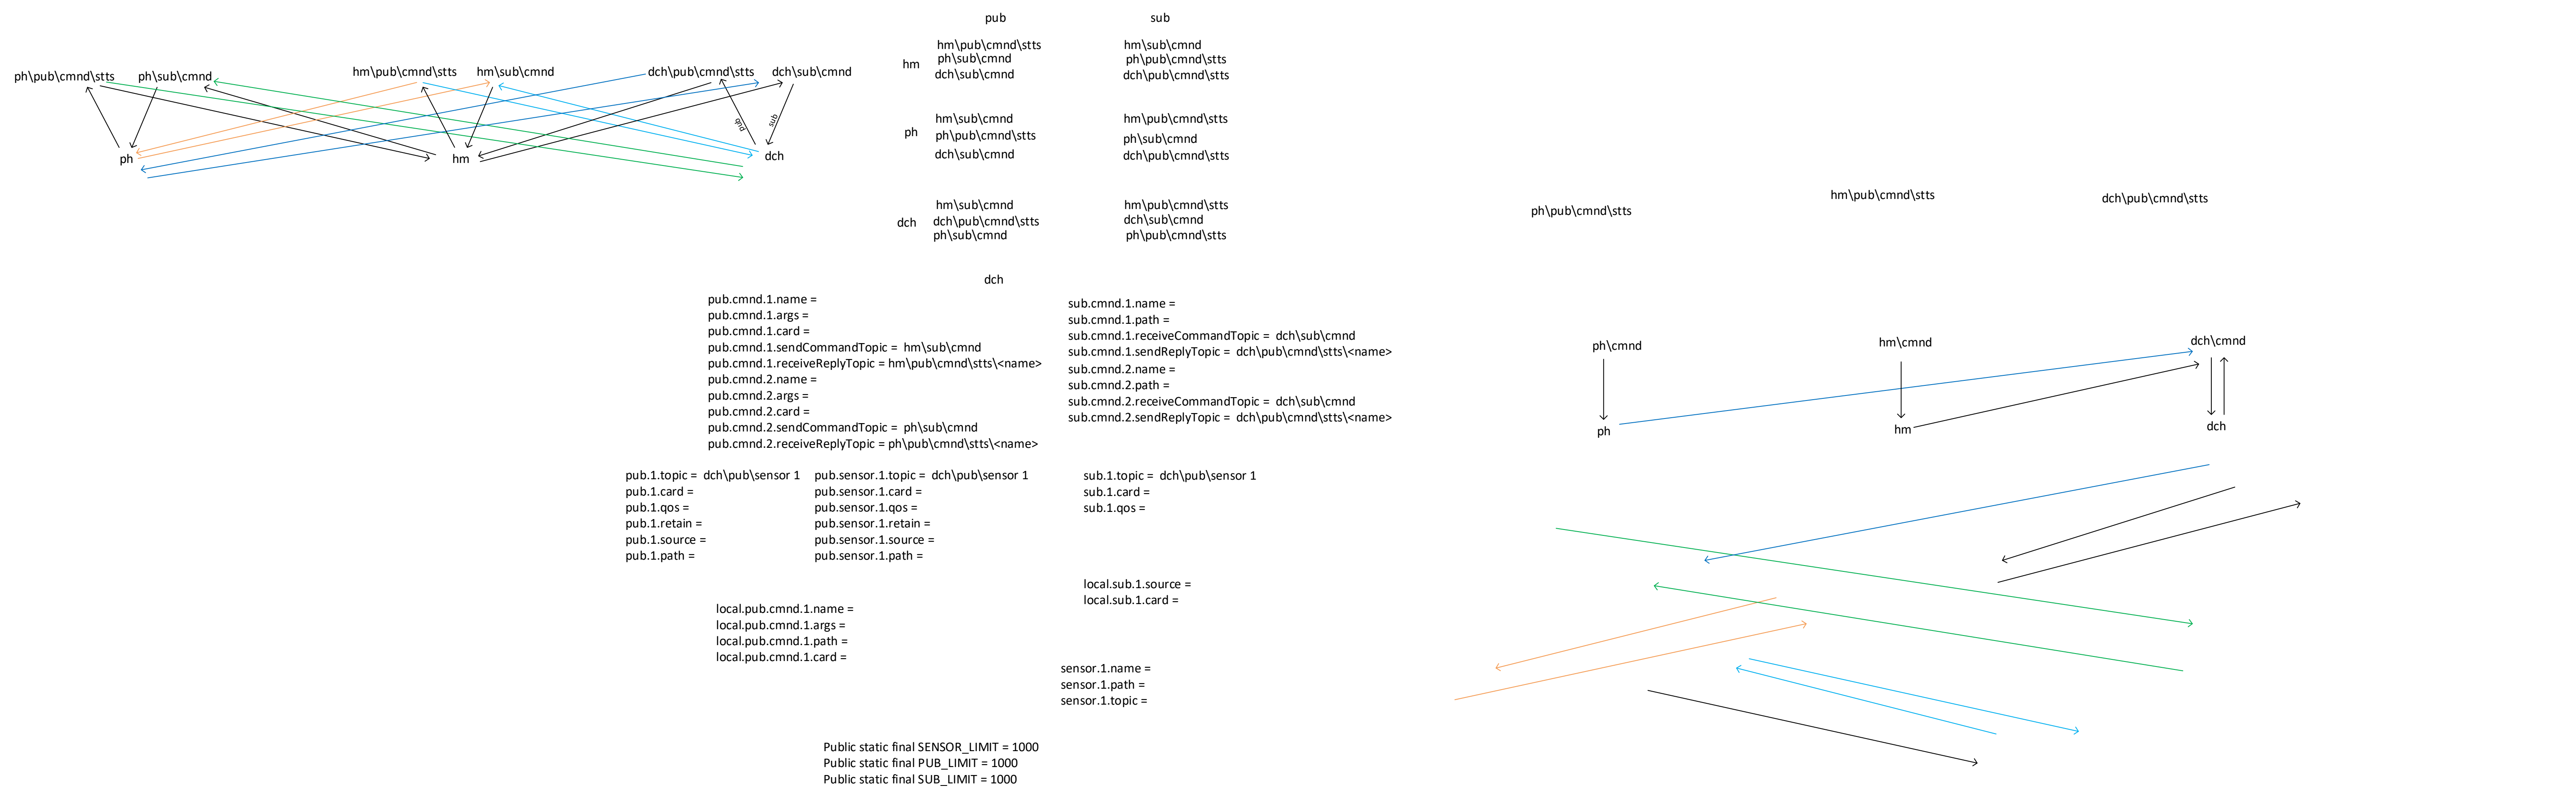 pub
sub
hm\pub\cmnd\stts
ph\sub\cmnd
dch\sub\cmnd
hm
hm\sub\cmnd
ph\pub\cmnd\stts
dch\pub\cmnd\stts
ph\pub\cmnd\stts
ph\sub\cmnd
hm\pub\cmnd\stts
hm\sub\cmnd
dch\pub\cmnd\stts
dch\sub\cmnd
pub
sub
ph
hm
dch
ph
hm\sub\cmnd
ph\pub\cmnd\stts
dch\sub\cmnd
hm\pub\cmnd\stts
ph\sub\cmnd
dch\pub\cmnd\stts
dch
hm\sub\cmnd
dch\pub\cmnd\stts
ph\sub\cmnd
hm\pub\cmnd\stts
dch\sub\cmnd
ph\pub\cmnd\stts
ph\pub\cmnd\stts
hm\pub\cmnd\stts
dch\pub\cmnd\stts
dch
pub.cmnd.1.name =
pub.cmnd.1.args =
pub.cmnd.1.card =
pub.cmnd.1.sendCommandTopic = hm\sub\cmnd
pub.cmnd.1.receiveReplyTopic = hm\pub\cmnd\stts\<name>
pub.cmnd.2.name =
pub.cmnd.2.args =
pub.cmnd.2.card =
pub.cmnd.2.sendCommandTopic = ph\sub\cmnd
pub.cmnd.2.receiveReplyTopic = ph\pub\cmnd\stts\<name>
sub.cmnd.1.name =
sub.cmnd.1.path =
sub.cmnd.1.receiveCommandTopic = dch\sub\cmnd
sub.cmnd.1.sendReplyTopic = dch\pub\cmnd\stts\<name>
sub.cmnd.2.name =
sub.cmnd.2.path =
sub.cmnd.2.receiveCommandTopic = dch\sub\cmnd
sub.cmnd.2.sendReplyTopic = dch\pub\cmnd\stts\<name>
ph\cmnd
hm\cmnd
dch\cmnd
ph
hm
dch
pub.1.topic = dch\pub\sensor 1
pub.1.card =
pub.1.qos =
pub.1.retain =
pub.1.source =
pub.1.path =
pub.sensor.1.topic = dch\pub\sensor 1
pub.sensor.1.card =
pub.sensor.1.qos =
pub.sensor.1.retain =
pub.sensor.1.source =
pub.sensor.1.path =
sub.1.topic = dch\pub\sensor 1
sub.1.card =
sub.1.qos =
local.sub.1.source =
local.sub.1.card =
local.pub.cmnd.1.name =
local.pub.cmnd.1.args =
local.pub.cmnd.1.path =
local.pub.cmnd.1.card =
sensor.1.name =
sensor.1.path =
sensor.1.topic =
Public static final SENSOR_LIMIT = 1000
Public static final PUB_LIMIT = 1000
Public static final SUB_LIMIT = 1000